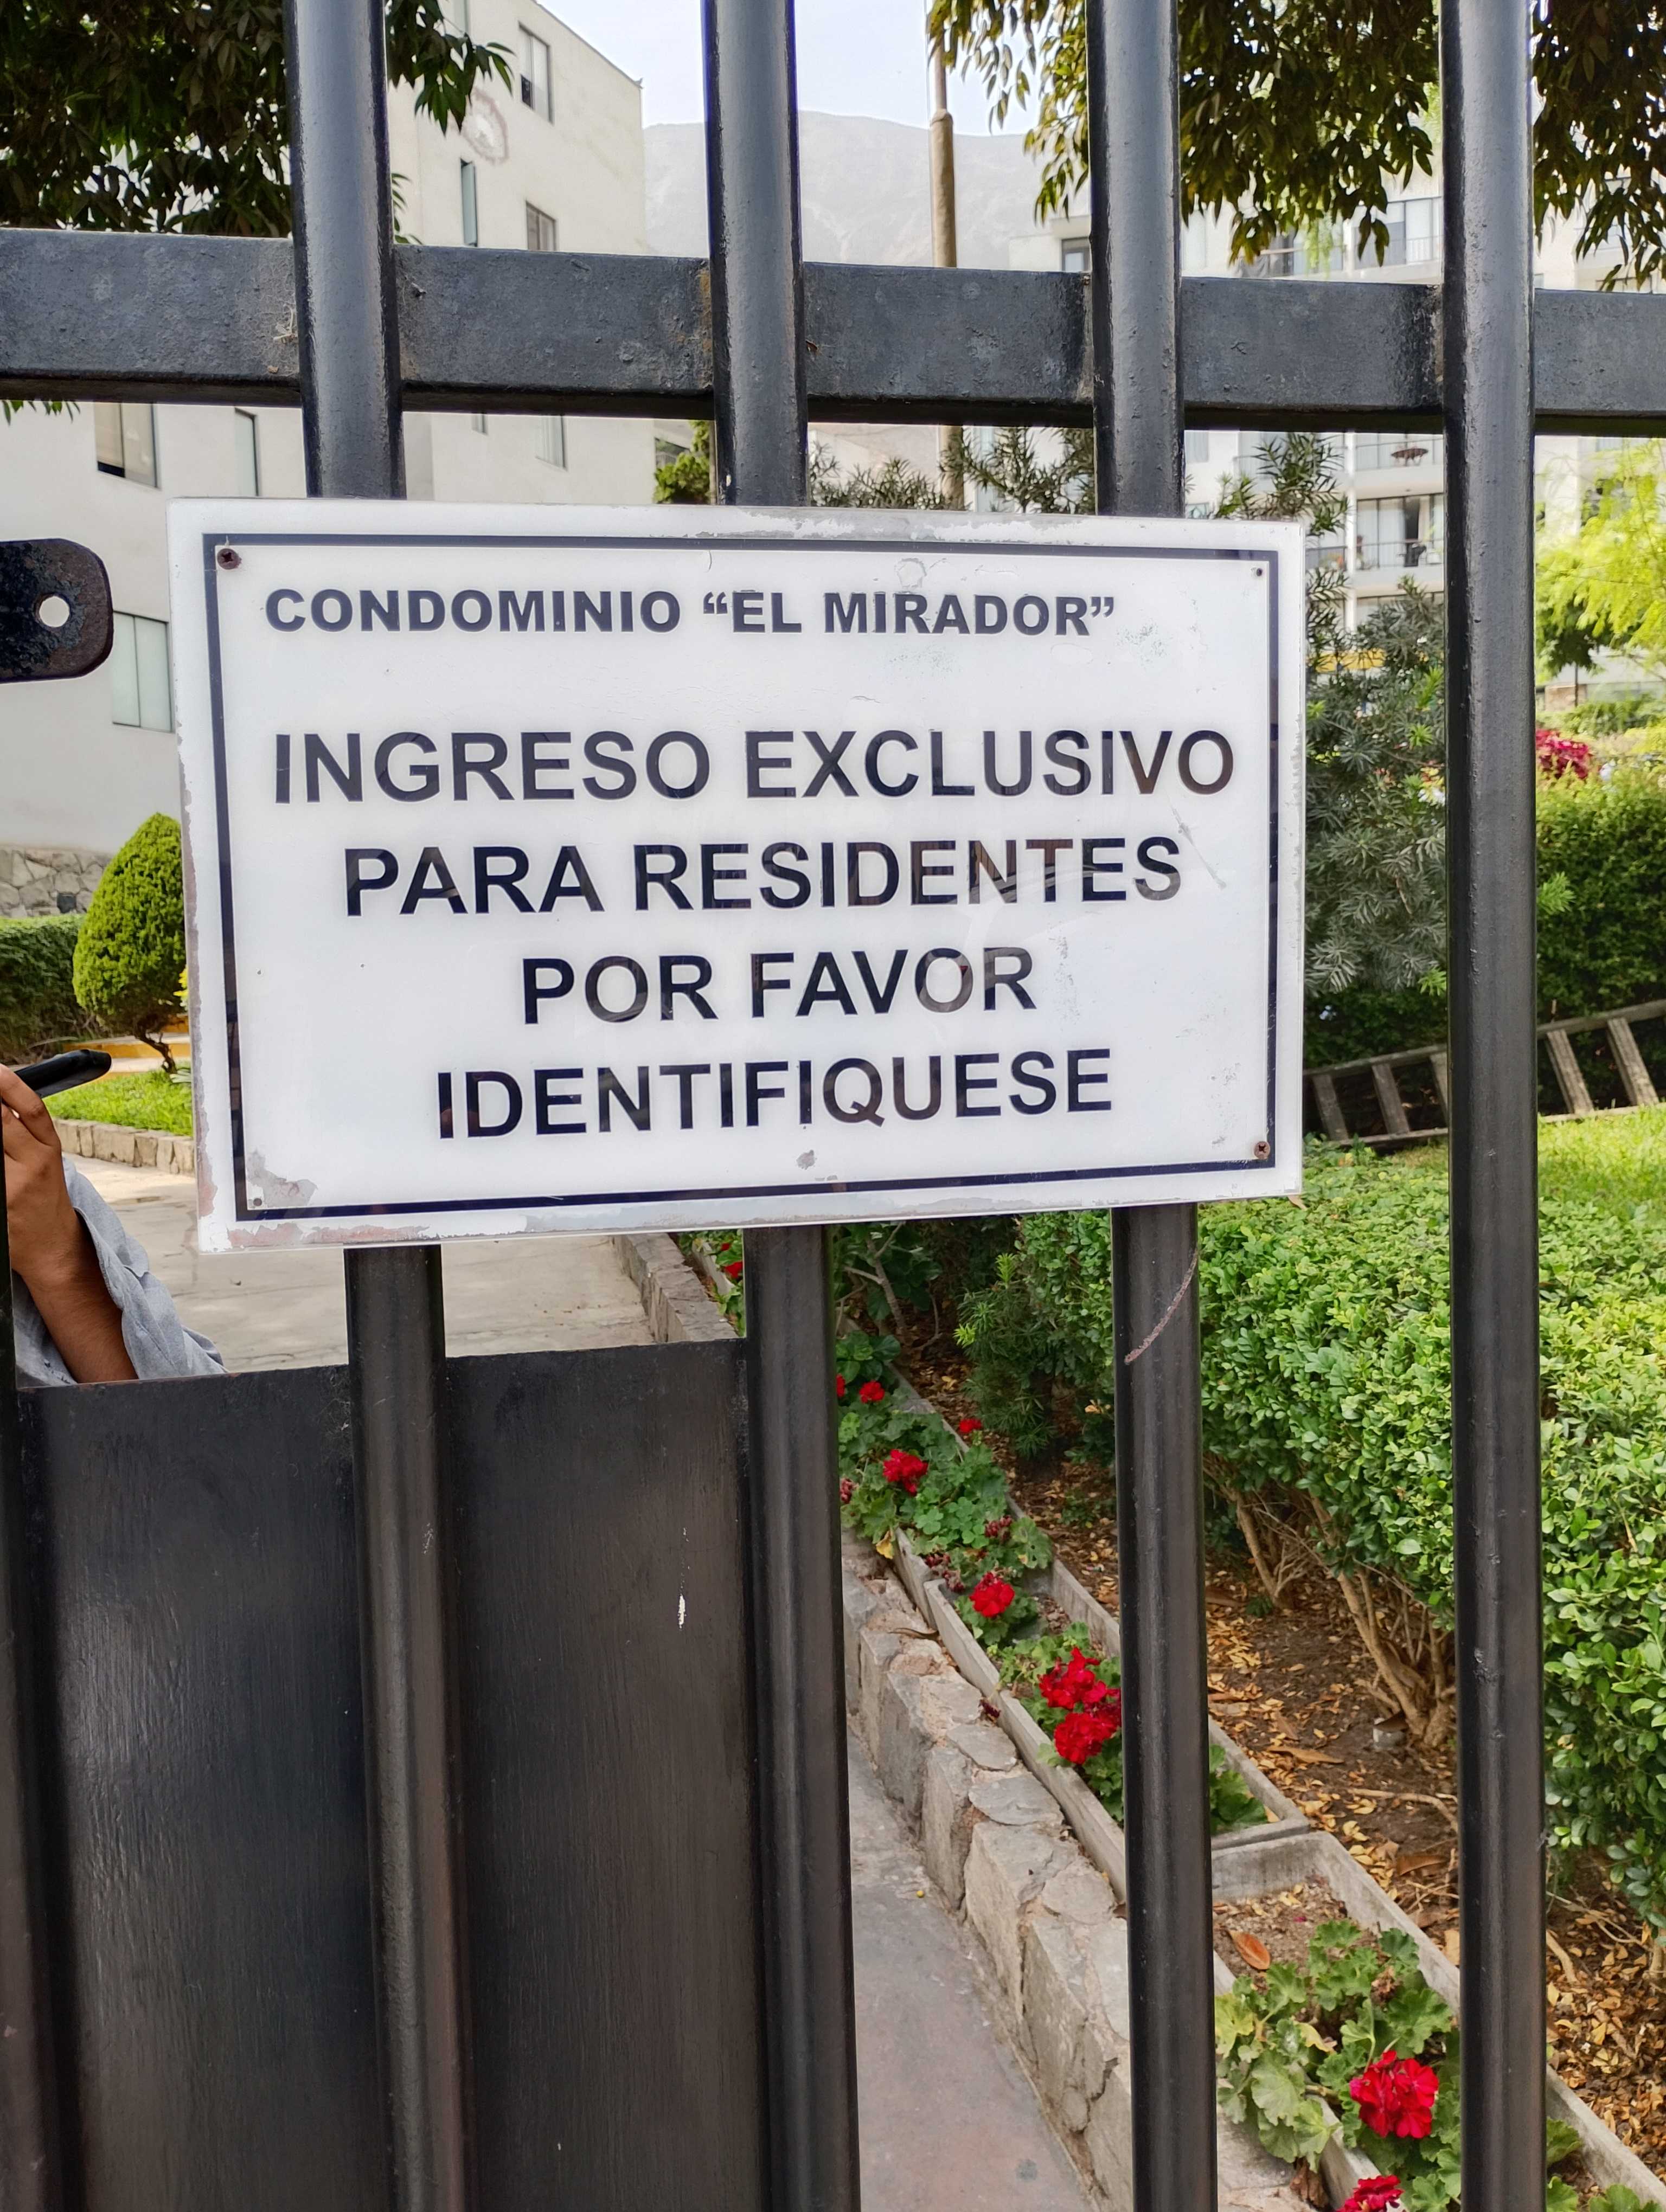 CONDOMINIO “EL MIRADOR”
INGRESO EXCLUSIVO
PARA RESIDENTES
POR FAVOR
IDENTIFIQUESE